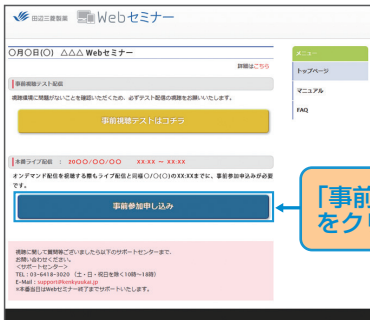 田辺三菱製薬 Webセミナー
〇月〇日(〇) △△△ Webセミナー
詳細はこちら
事前視聴テスト配信
視聴環境に問題がないことを確認いただくため、必ずテスト配信の視聴をお願いいたします。
事前視聴テストはコチラ
本番ライブ配信 : 20〇〇/〇〇/〇〇 XX:XX ～ XX:XX
オンデマンド配信を視聴する際もライブ配信と同様〇/〇(〇)のXX:XXまでに、事前参加申込みが必要
です。
事前参加申し込み
視聴に関して質問等ございましたら以下のサポートセンターまで、
お問い合わせください。
<サポートセンター>
TEL : 03-6418-3020 (土・日・祝日を除く10時～18時)
E-Mail : support@kenkyuukai.jp
※本番当日はWebセミナー終了までサポートいたします。
メニュー
トップページ
マニュアル
FAQ
「事前
をクリ